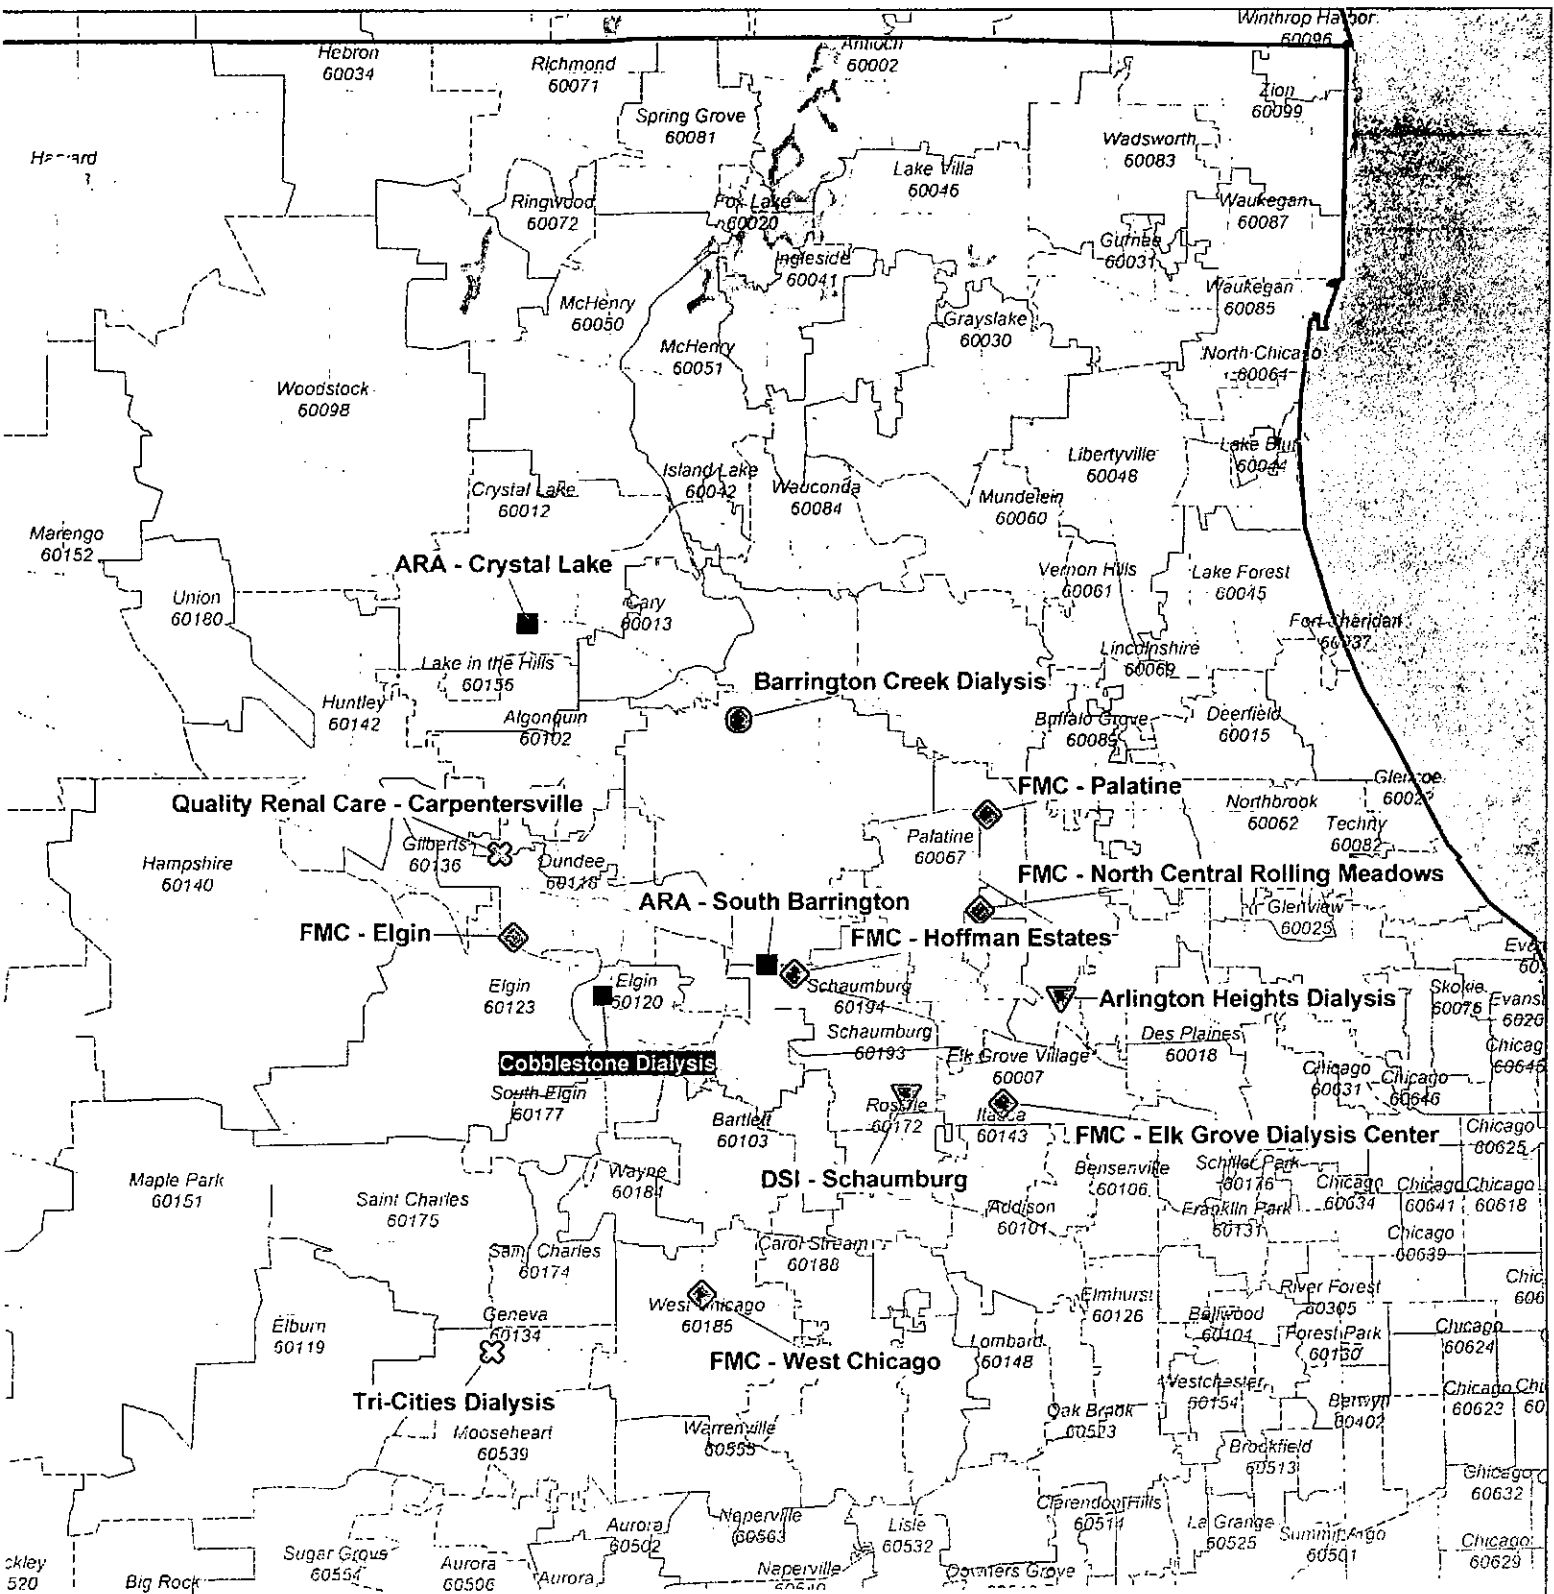 Winthrop Harbor
60096
Hebron
60034
Richmond
60071
Antioch
60002
Zion
60099
Spring Grove
60081
Wadsworth
60083
Lake Villa
60046
Ringwood
60072
Fox Lake
60020
Waukegan
60087
Gurnee
60031
Ingleside
60041
Waukegan
60085
McHenry
60050
Grayslake
60030
McHenry
60051
North Chicago
60064
Woodstock
60098
Lake Bluff
60044
Libertyville
60048
Island Lake
60042
Wauconda
60084
Crystal Lake
60012
Mundelein
60060
Marengo
60152
ARA - Crystal Lake
Vernon Hills
60061
Lake Forest
60045
Union
60180
Cary
60013
Fort Sheridan
60037
Lake in the Hills
60156
Lincolnshire
60069
Barrington Creek Dialysis
Huntley
60142
Algonquin
60102
Buffalo Grove
60089
Deerfield
60015
FMC - Palatine
Glencoe
Quality Renal Care - Carpentersville
Northbrook
60062
Techny
60082
Palatine
60067
Gilberts
60136
Dundee
60118
Hampshire
60140
FMC - North Central Rolling Meadows
ARA - South Barrington
Glenview
60025
FMC - Elgin
FMC - Hoffman Estates
Elgin
60123
Elgin
60120
Schaumburg
60194
Arlington Heights Dialysis
Skokie
60076
Evans
6020
Schaumburg
60193
Des Plaines
60018
Elk Grove Village
60007
Chicag
60645
Cobblestone Dialysis
Chicago
60631
Chicago
60646
South Elgin
60177
Bartlett
60103
Roselle
60172
Itasca
60143
FMC - Elk Grove Dialysis Center
Chicago
60625
Maple Park
60151
Saint Charles
60175
Wayne
60184
DSI - Schaumburg
Bensenville
60106
Schiller Park
60176
Chicago
60634
Chicago
60641
Chicago
60618
Addison
60101
Franklin Park
60131
Saint Charles
60174
Carol Stream
60188
Chicago
60639
West Chicago
60185
Elmhurst
60126
River Forest
60305
Chic
606
Elburn
60119
Geneva
60134
Bellwood
60104
Forest Park
60130
Chicago
60624
FMC - West Chicago
Lombard
60148
Tri-Cities Dialysis
Westchester
60154
Berwyn
60402
Chicago
60623
Chi
60
Mooseheart
60539
Warrenville
60555
Oak Brook
60523
Brookfield
60513
Chicago
60632
Aurora
60502
Naperville
60563
Lisle
60532
Clarendon Hills
60514
La Grange
60525
Summit Argo
60501
Chicago
60629
ckley
520
Big Rock
Sugar Grove
60554
Aurora
60506
Aurora
Naperville
Downers Grove